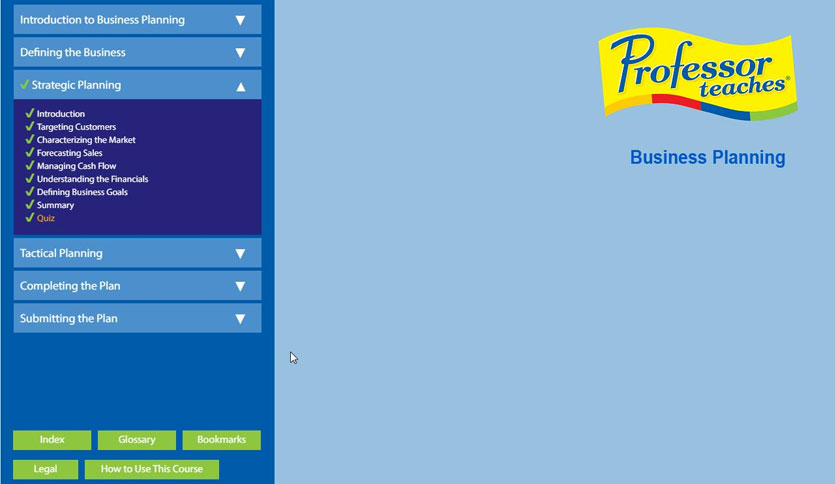 Introduction to Business Planning
Defining the Business
Strategic Planning
Introduction
Targeting Customers
Characterizing the Market
Forecasting Sales
Managing Cash Flow
Understanding the Financials
Defining Business Goals
Summary
Quiz
Tactical Planning
Completing the Plan
Submitting the Plan
Index
Glossary
Bookmarks
Legal
How to Use This Course
Professor
teaches®
Business Planning